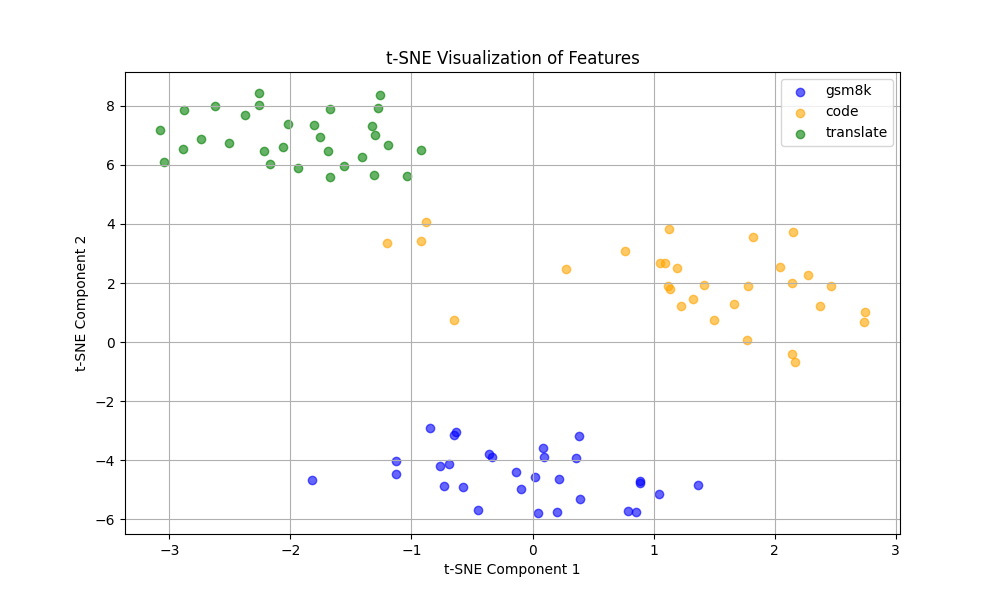 t-SNE Visualization of Features
gsm8k
code
translate
8
6
4
2
0
−2
−4
−6
t-SNE Component 2
−3 −2 −1 0 1 2 3
t-SNE Component 1